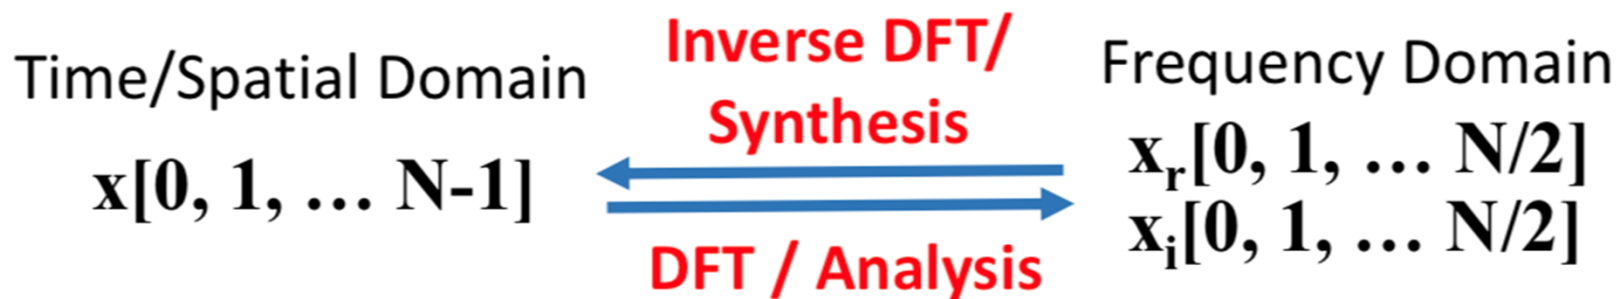 Time/Spatial Domain
x[0, 1, … N-1]
Inverse DFT/
Synthesis
DFT / Analysis
Frequency Domain
xr[0, 1, … N/2]
xi[0, 1, … N/2]